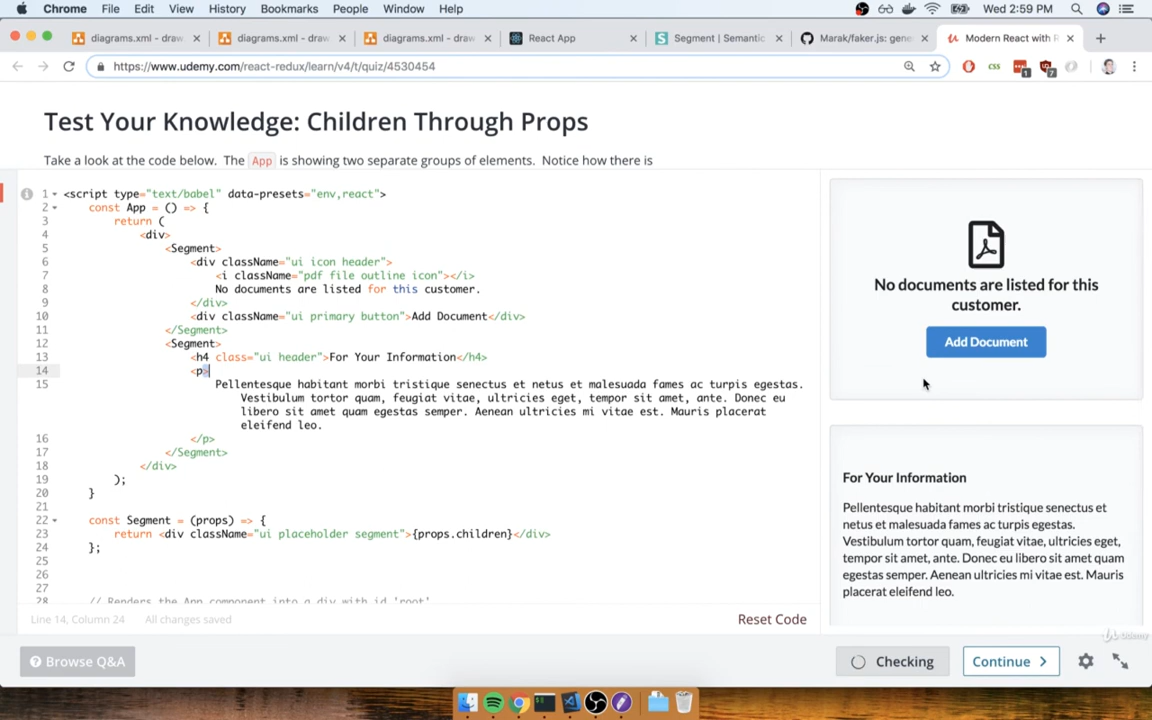 Chrome File Edit View History Bookmarks People Window Help Wed 2:59 PM
diagrams.xml - draw. diagrams.xml - draw. diagrams.xml - draw. React App Segment | Semantic Marak/faker.js: gene Modern React with R
https://www.udemy.com/react-redux/learn/v4/t/quiz/4530454
Test Your Knowledge: Children Through Props
Take a look at the code below. The App is showing two separate groups of elements. Notice how there is
1 <script type="text/babel" data-presets="env,react">
2 const App = () => {
3 return (
4 <div>
5 <Segment>
6 <div className="ui icon header">
7 <i className="pdf file outline icon"></i>
8 No documents are listed for this customer.
9 </div>
10 <div className="ui primary button">Add Document</div>
11 </Segment>
12 <Segment>
13 <h4 class="ui header">For Your Information</h4>
14 <p>
15 Pellentesque habitant morbi tristique senectus et netus et malesuada fames ac turpis egestas.
Vestibulum tortor quam, feugiat vitae, ultricies eget, tempor sit amet, ante. Donec eu
libero sit amet quam egestas semper. Aenean ultricies mi vitae est. Mauris placerat
eleifend leo.
16 </p>
17 </Segment>
18 </div>
19 );
20 }
21
22 const Segment = (props) => {
23 return <div className="ui placeholder segment">{props.children}</div>
24 };
25
26
27
28 // Renders the App component into a div with id 'root'
Line 14, Column 24 All changes saved
Reset Code
No documents are listed for this
customer.
Add Document
For Your Information
Pellentesque habitant morbi tristique senectus et
netus et malesuada fames ac turpis egestas.
Vestibulum tortor quam, feugiat vitae, ultricies eget,
tempor sit amet, ante. Donec eu libero sit amet quam
egestas semper. Aenean ultricies mi vitae est. Mauris
placerat eleifend leo.
Udemy
? Browse Q&A Checking Continue